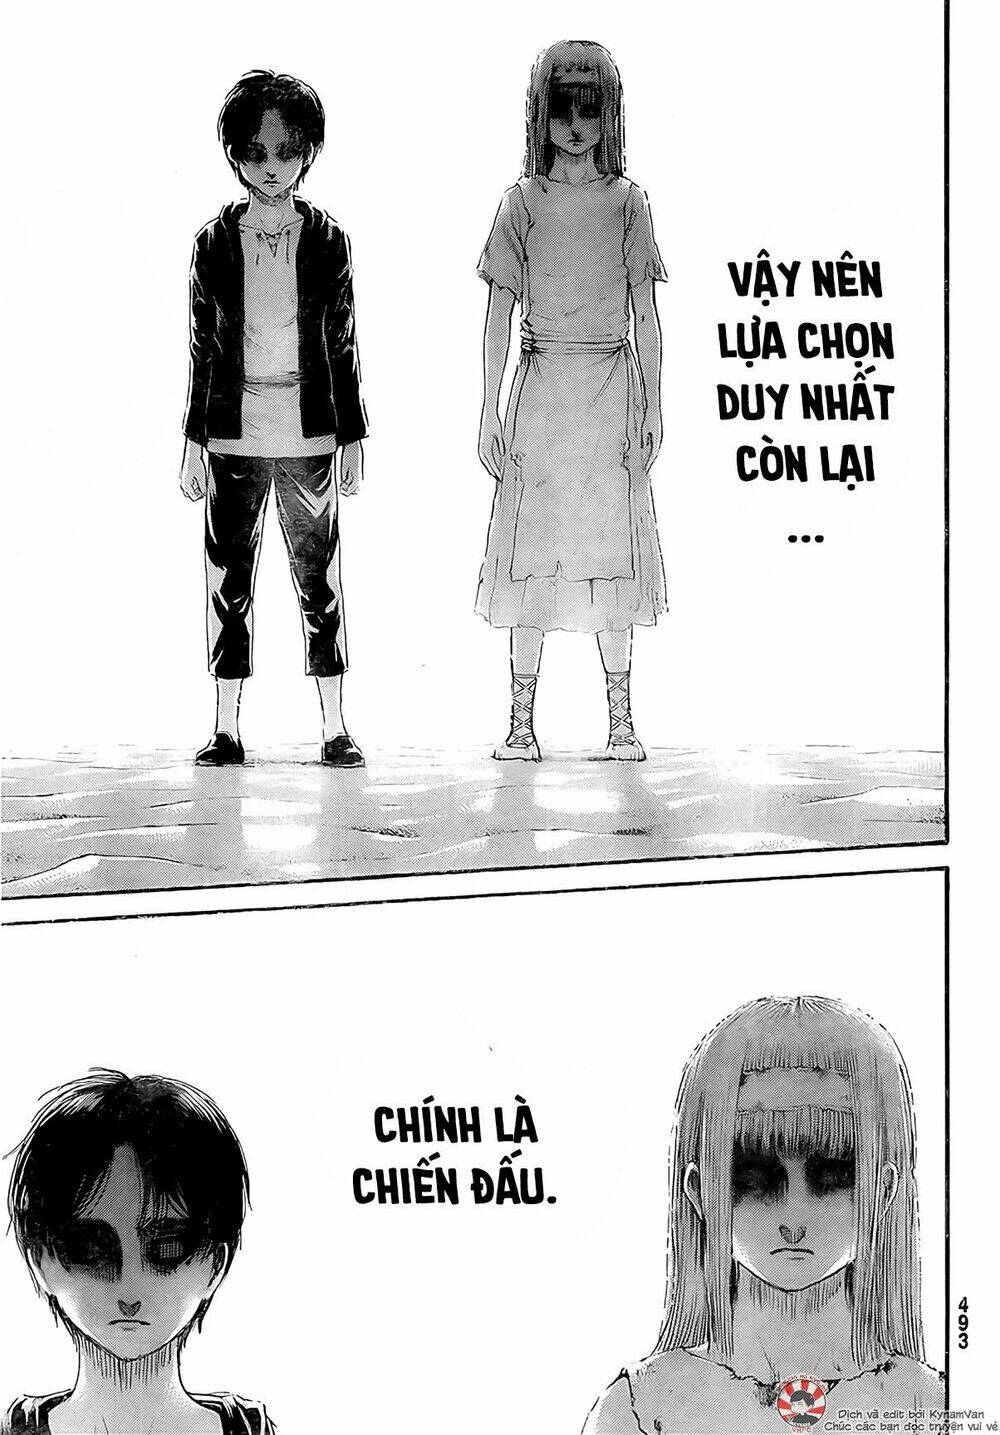 VẬY NÊN
LỰA CHỌN
DUY NHẤT
CÒN LẠI
...
CHÍNH LÀ
CHIẾN ĐẤU.
493
Dịch và edit bởi KynamVan
Chúc các bạn đọc truyện vui vẻ